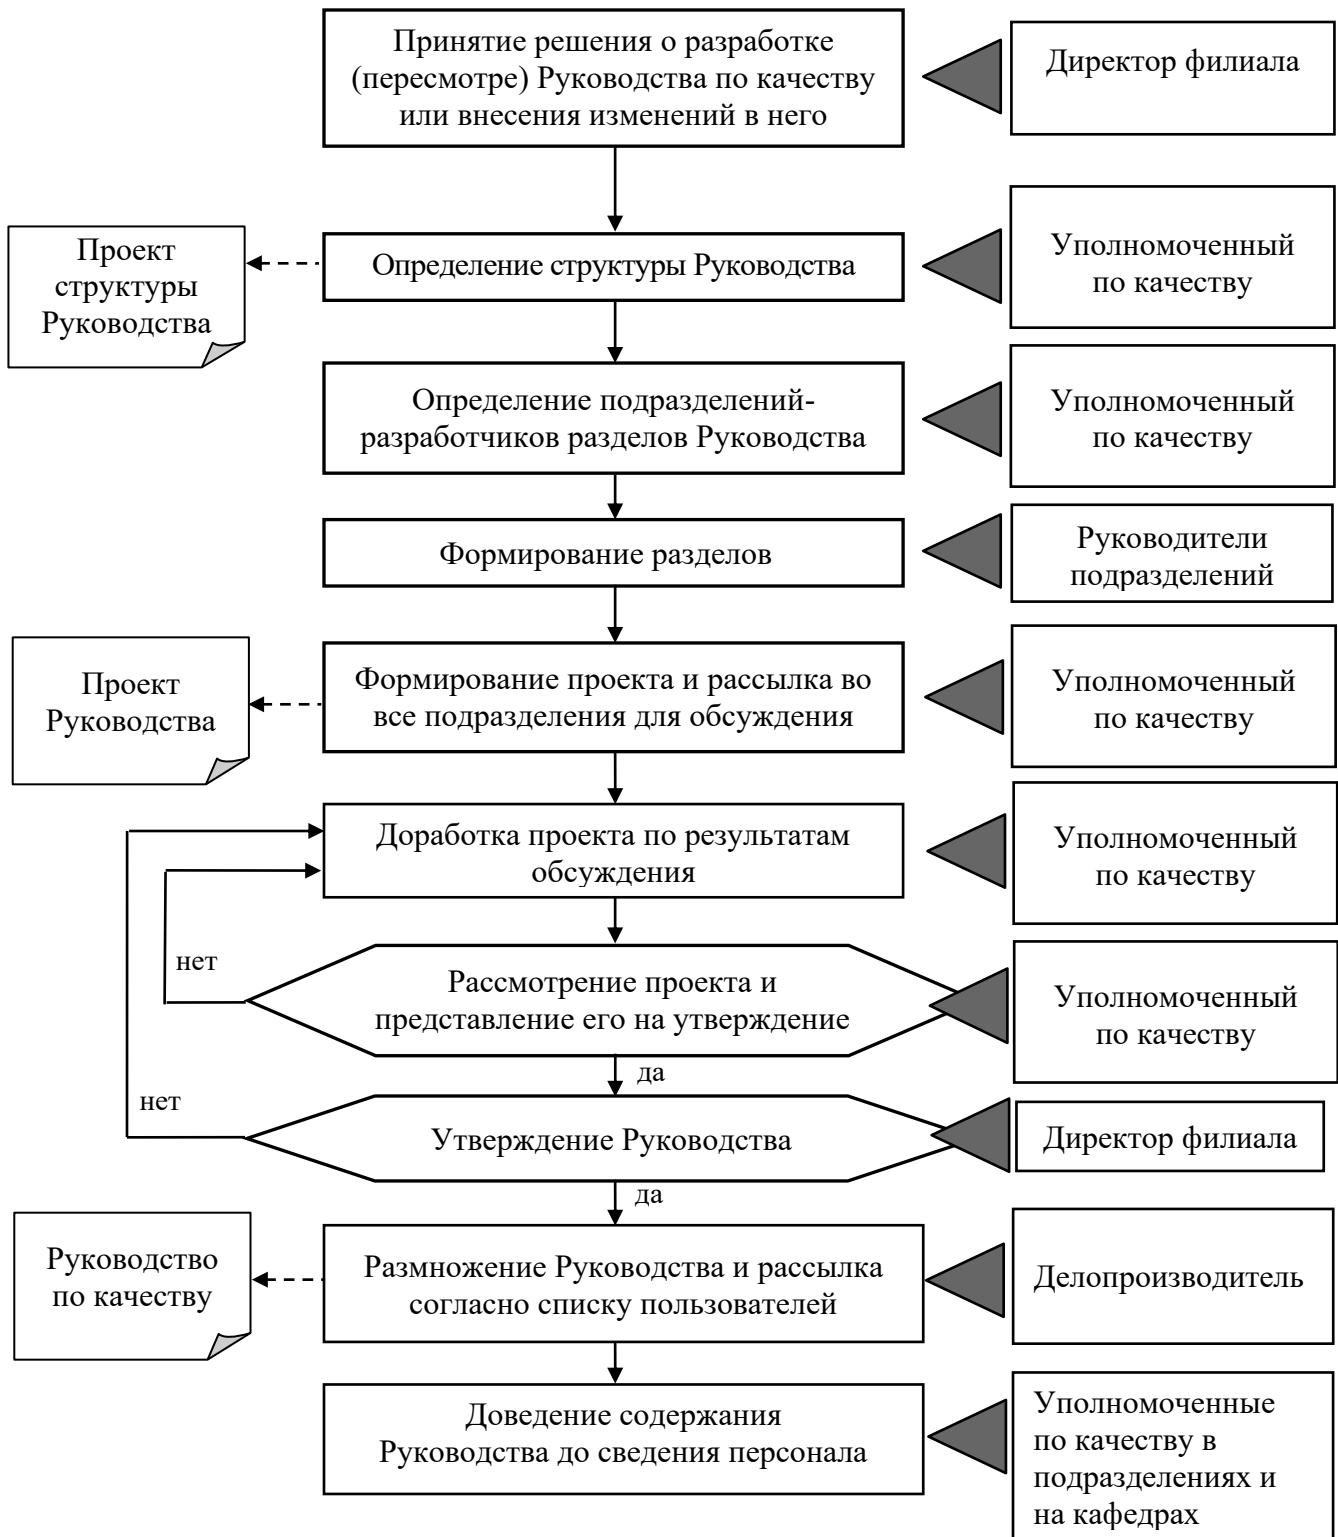 Принятие решения о разработке
(пересмотре) Руководства по качеству
или внесения изменений в него
Директор филиала
Проект
структуры
Руководства
Определение структуры Руководства
Уполномоченный
по качеству
Определение подразделений-
разработчиков разделов Руководства
Уполномоченный
по качеству
Формирование разделов
Руководители
подразделений
Проект
Руководства
Формирование проекта и рассылка во
все подразделения для обсуждения
Уполномоченный
по качеству
Доработка проекта по результатам
обсуждения
Уполномоченный
по качеству
нет
Рассмотрение проекта и
представление его на утверждение
Уполномоченный
по качеству
да
нет
Утверждение Руководства
Директор филиала
да
Руководство
по качеству
Размножение Руководства и рассылка
согласно списку пользователей
Делопроизводитель
Доведение содержания
Руководства до сведения персонала
Уполномоченные
по качеству в
подразделениях и
на кафедрах